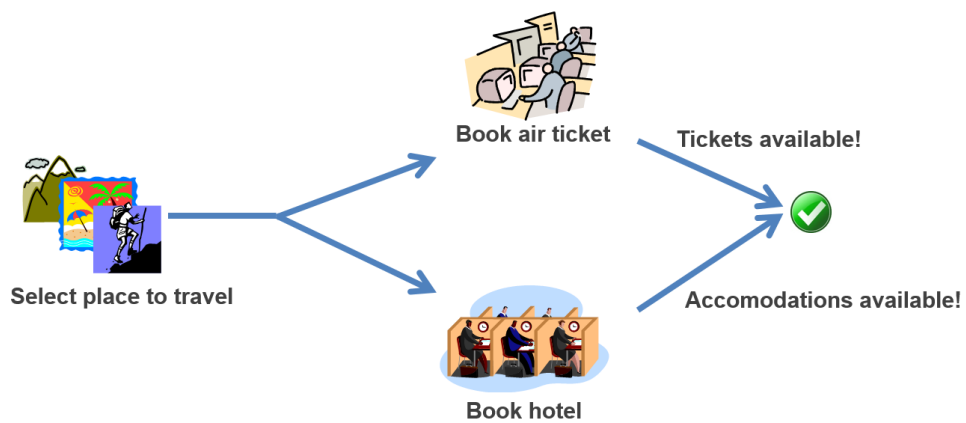 Book air ticket
Tickets available!
Select place to travel
Accomodations available!
Book hotel